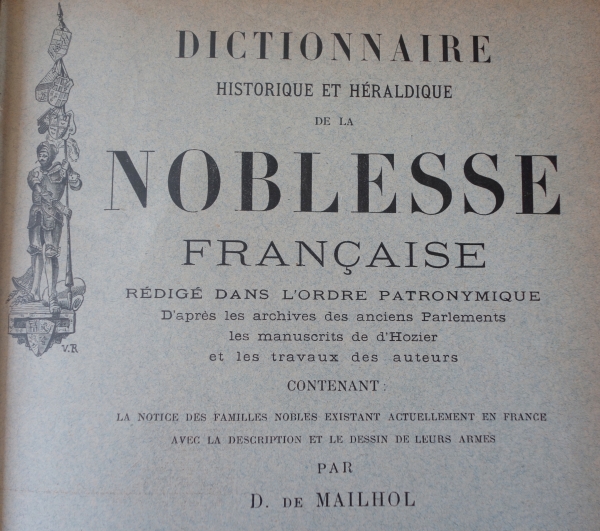 DICTIONNAIRE
HISTORIQUE ET HÉRALDIQUE
DE LA
NOBLESSE
FRANÇAISE
RÉDIGÉ DANS L'ORDRE PATRONYMIQUE
D'après les archives des anciens Parlements
les manuscrits de d'Hozier
et les travaux des auteurs
CONTENANT :
LA NOTICE DES FAMILLES NOBLES EXISTANT ACTUELLEMENT EN FRANCE
AVEC LA DESCRIPTION ET LE DESSIN DE LEURS ARMES
PAR
D. DE MAILHOL
V.R